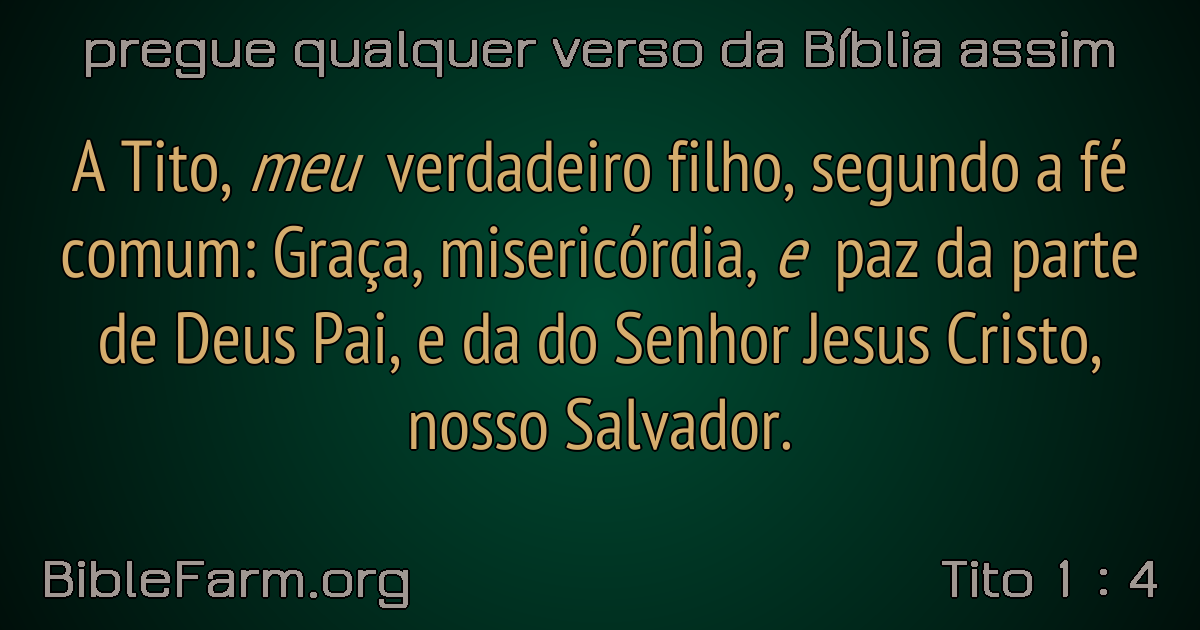 pregue qualquer verso da Bíblia assim
A Tito, meu verdadeiro filho, segundo a fé
comum: Graça, misericórdia, e paz da parte
de Deus Pai, e da do Senhor Jesus Cristo,
nosso Salvador.
BibleFarm.org
Tito 1 : 4